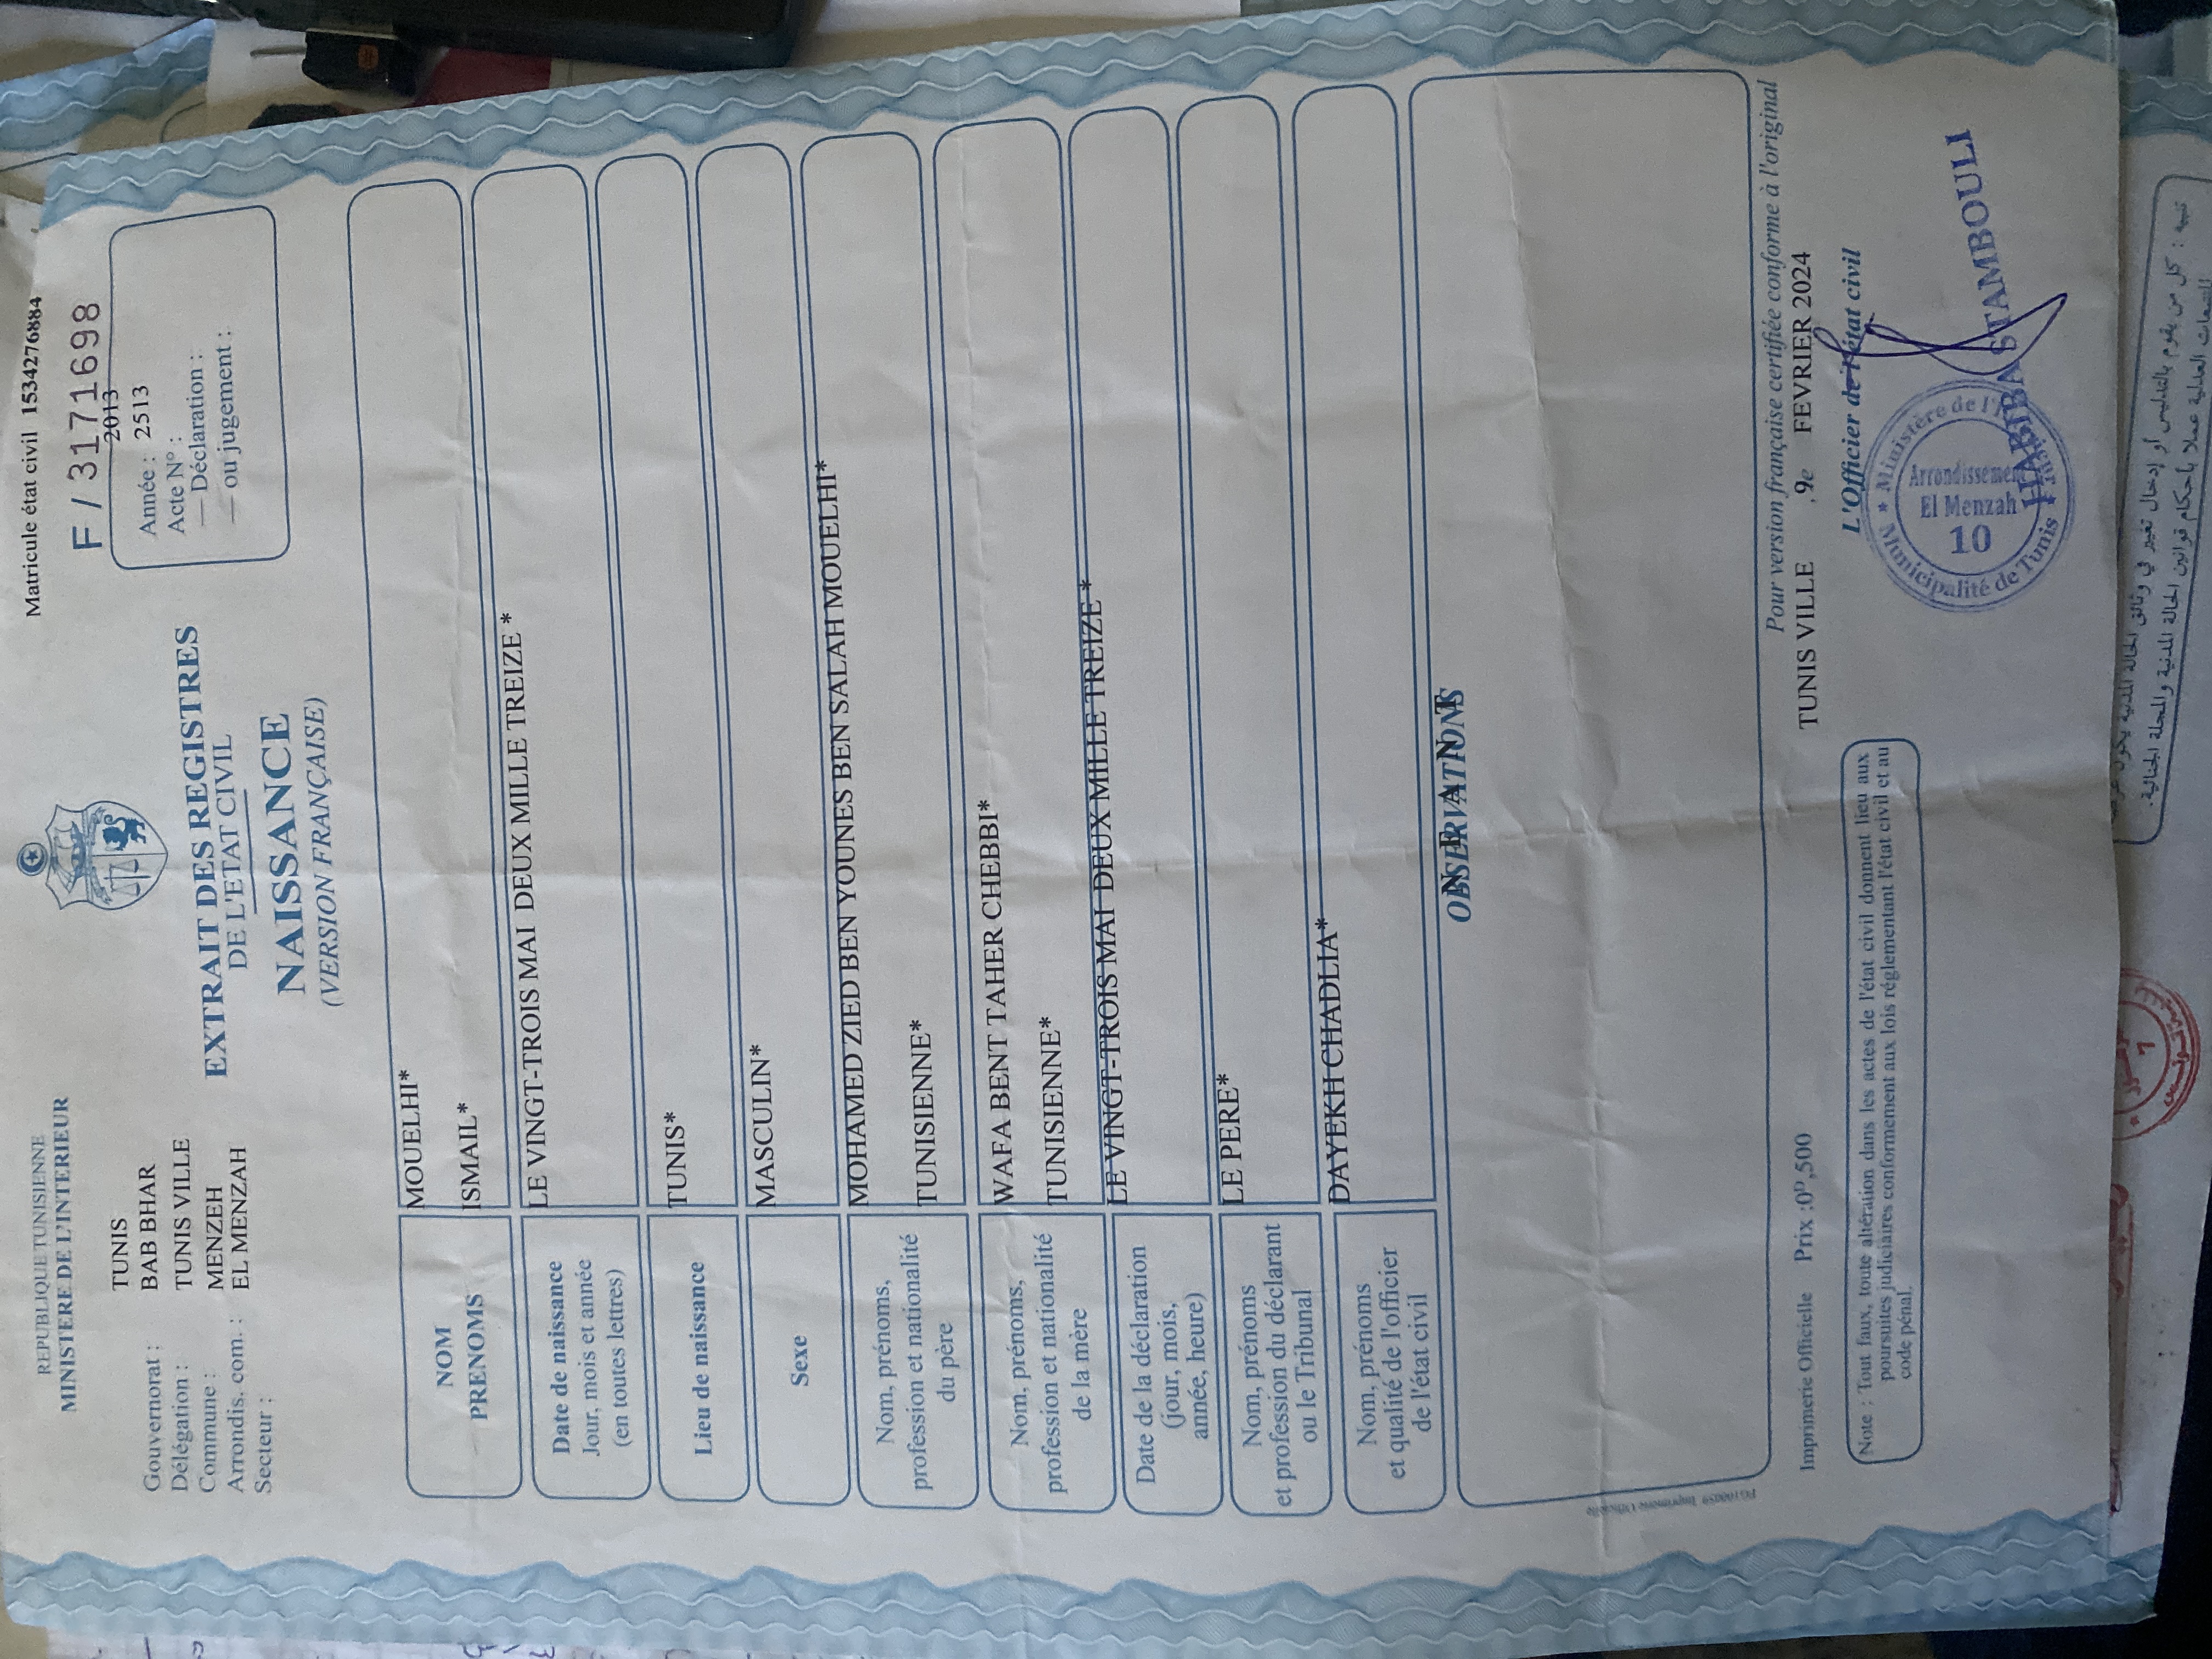 REPUBLIQUE TUNISIENNE
MINISTERE DE L'INTERIEUR
Matricule état civil 1534276884
F / 3171698
Gouvernorat : TUNIS
Délégation : BAB BHIAR
Commune : TUNIS VILLE
Arrondis. com. : MENZEH
Secteur : EL MENZAH
2013
Année : 2513
Acte N° :
— Déclaration :
— ou jugement :
EXTRAIT DES REGISTRES
DE L'ETAT CIVIL
NAISSANCE
(VERSION FRANÇAISE)
NOM MOUELHI*
PRENOMS ISMAIL*
Date de naissance
Jour, mois et année
(en toutes lettres)
LE VINGT-TROIS MAI DEUX MILLE TREIZE *
Lieu de naissance TUNIS*
Sexe MASCULIN*
Nom, prénoms,
profession et nationalité
du père
MOHAMED ZIED BEN YOUNES BEN SALAH MOUELHI*
TUNISIENNE*
Nom, prénoms,
profession et nationalité
de la mère
WAFA BENT TAHER CHEBBI*
TUNISIENNE*
Date de la déclaration
(jour, mois,
année, heure)
LE VINGT-TROIS MAI DEUX MILLE TREIZE *
Nom, prénoms
et profession du déclarant
ou le Tribunal
LE PERE*
Nom, prénoms
et qualité de l'officier
de l'état civil
DAYEKH CHADLIA*
OBSERVATIONS
NEANT
Pour version française certifiée conforme à l'original
Imprimerie Officielle Prix :0ᴰ,500
TUNIS VILLE , 9e FEVRIER 2024
L'Officier de l'état civil
Note : Tout faux, toute altération dans les actes de l'état civil donnent lieu aux
poursuites judiciaires conformement aux lois réglementant l'état civil et au
code pénal.
Municipalité de Tunis
Arrondissement
El Menzah
10
HABIBA STAMBOULI